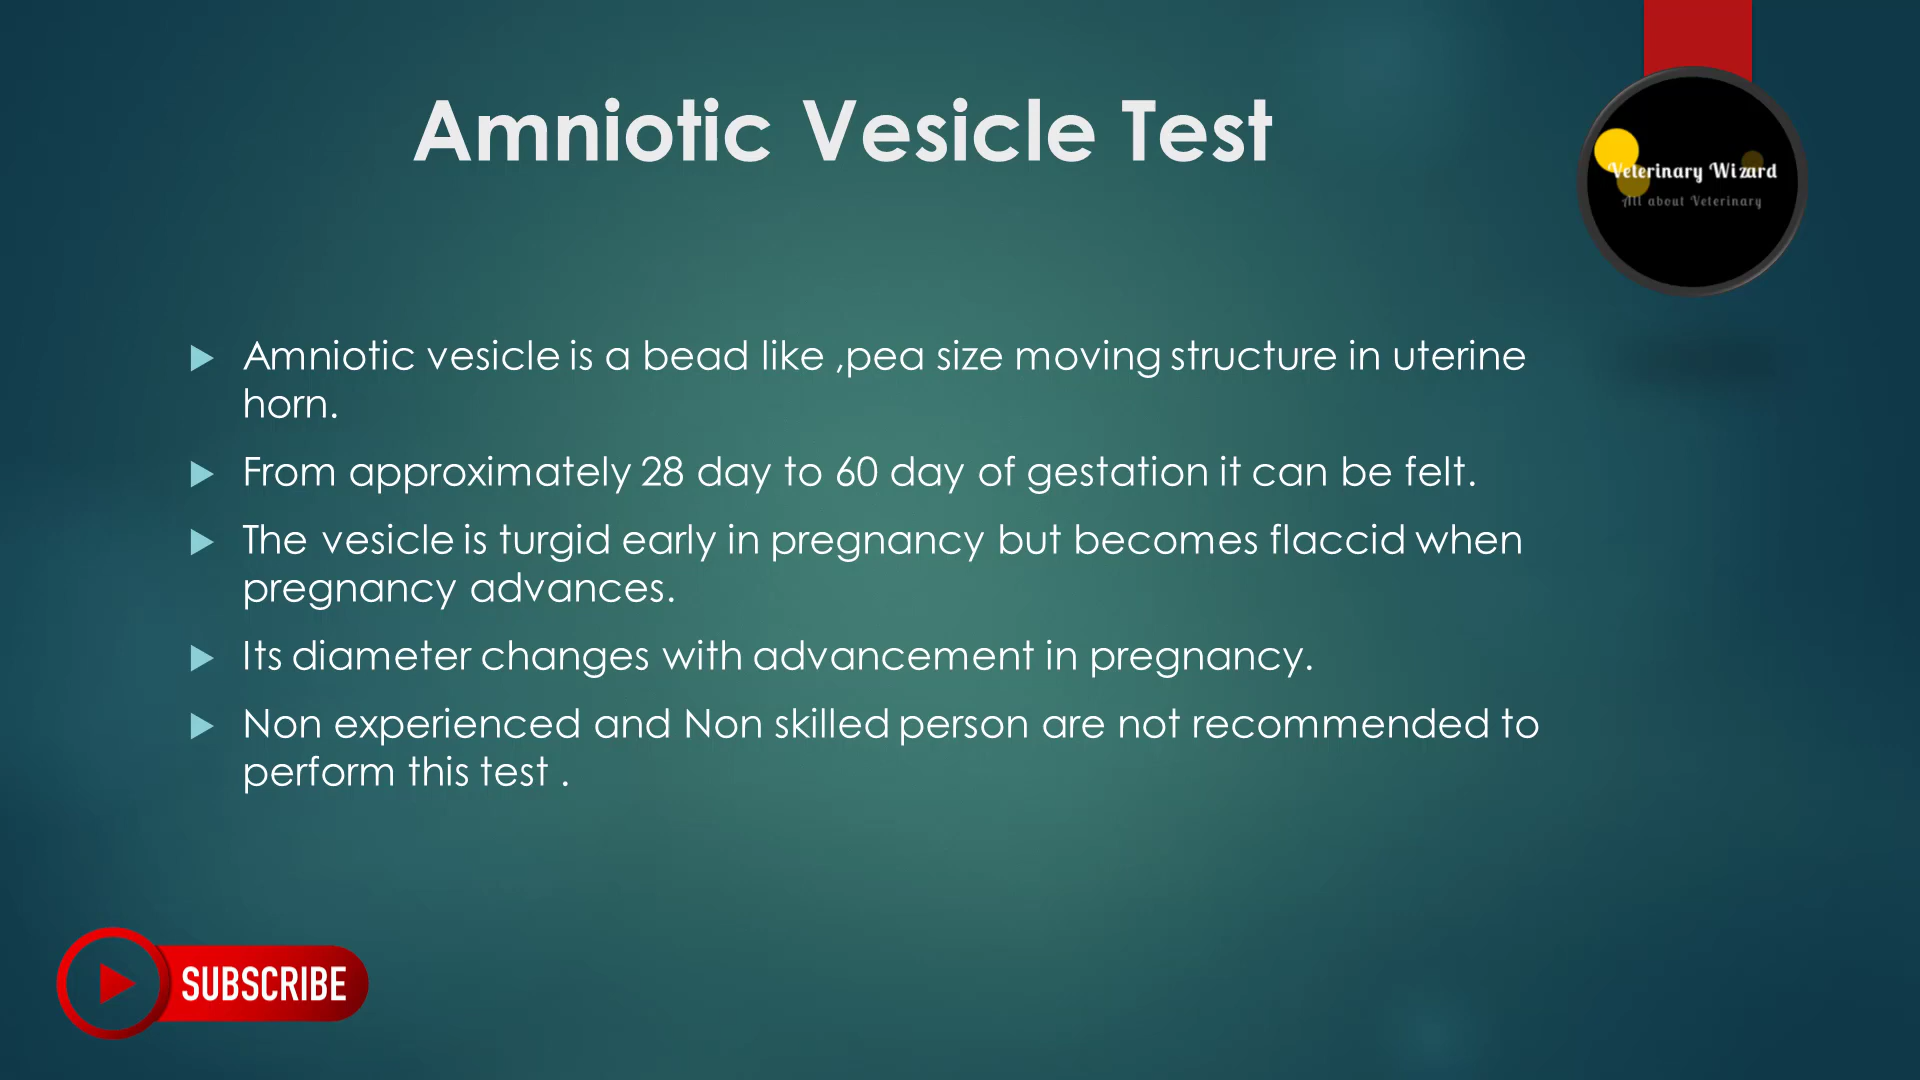 Amniotic Vesicle Test
Veterinary Wizard
All about Veterinary
Amniotic vesicle is a bead like ,pea size moving structure in uterine
horn.
From approximately 28 day to 60 day of gestation it can be felt.
The vesicle is turgid early in pregnancy but becomes flaccid when
pregnancy advances.
Its diameter changes with advancement in pregnancy.
Non experienced and Non skilled person are not recommended to
perform this test .
SUBSCRIBE